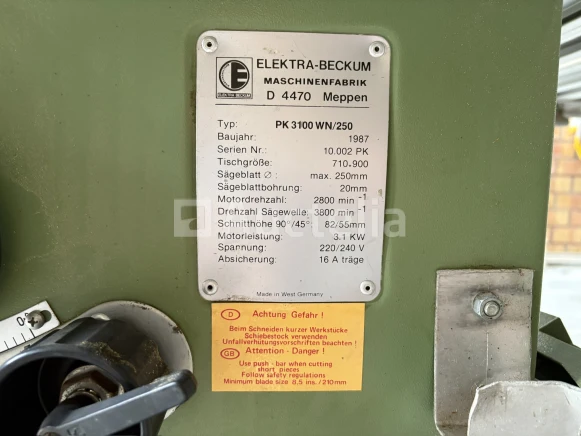 ELEKTRA-BECKUM
MASCHINENFABRIK
D 4470 Meppen
ELEKTRA-BECKUM
Typ: PK 3100 WN/250
Baujahr: 1987
Serien Nr.: 10.002 PK
Tischgröße: 710×900
Sägeblatt Ø: max. 250mm
Sägeblattbohrung: 20mm
Motordrehzahl: 2800 min⁻¹
Drehzahl Sägewelle: 3800 min⁻¹
Schnitthöhe 90°/45° 82/55mm
Motorleistung: 3.1 KW
Spannung: 220/240 V
Absicherung: 16 A träge
Made in West Germany
D Achtung Gefahr !
Beim Schneiden kurzer Werkstücke
Schiebestock verwenden
Unfallverhütungsvorschriften beachten !
GB Attention - Danger !
Use push - bar when cutting
short pieces
Follow safety regulations
Minimum blade size 8,5 ms./210mm